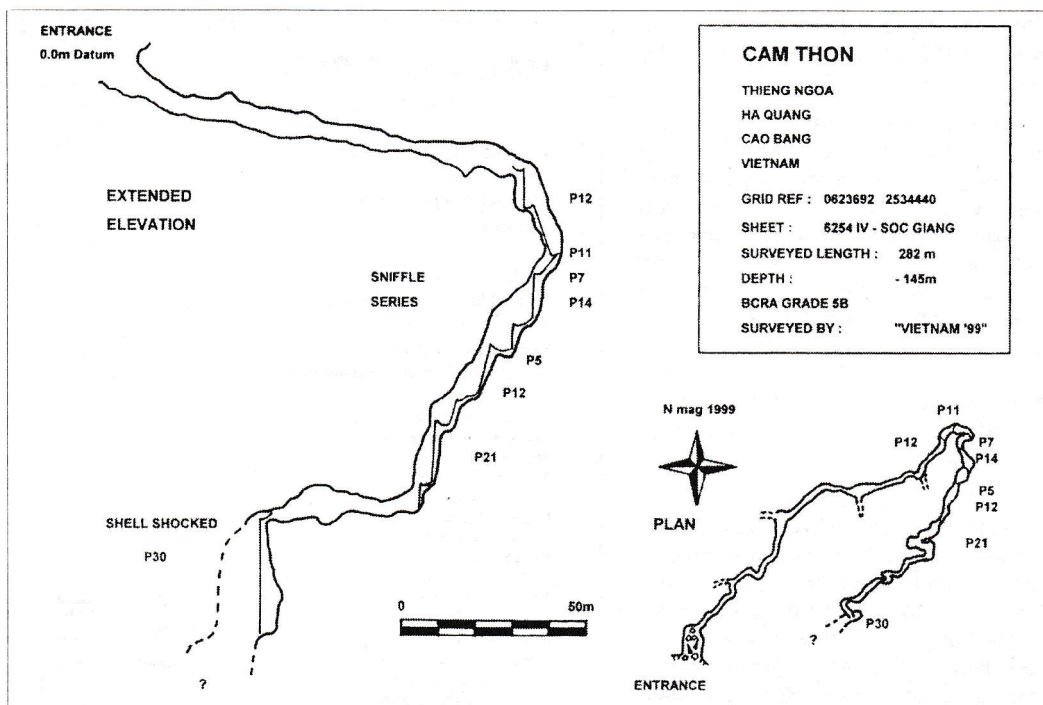 ENTRANCE
0.0m Datum
EXTENDED
ELEVATION
SNIFFLE
SERIES
P12
P11
P7
P14
P5
P12
P21
SHELL SHOCKED
P30
?
0 50m
CAM THON
THIENG NGOA
HA QUANG
CAO BANG
VIETNAM
GRID REF : 0623692 2534440
SHEET : 6254 IV - SOC GIANG
SURVEYED LENGTH : 282 m
DEPTH : - 145m
BCRA GRADE 5B
SURVEYED BY : "VIETNAM '99"
N mag 1999
PLAN
P11
P12
P7
P14
P5
P12
P21
P30
?
ENTRANCE